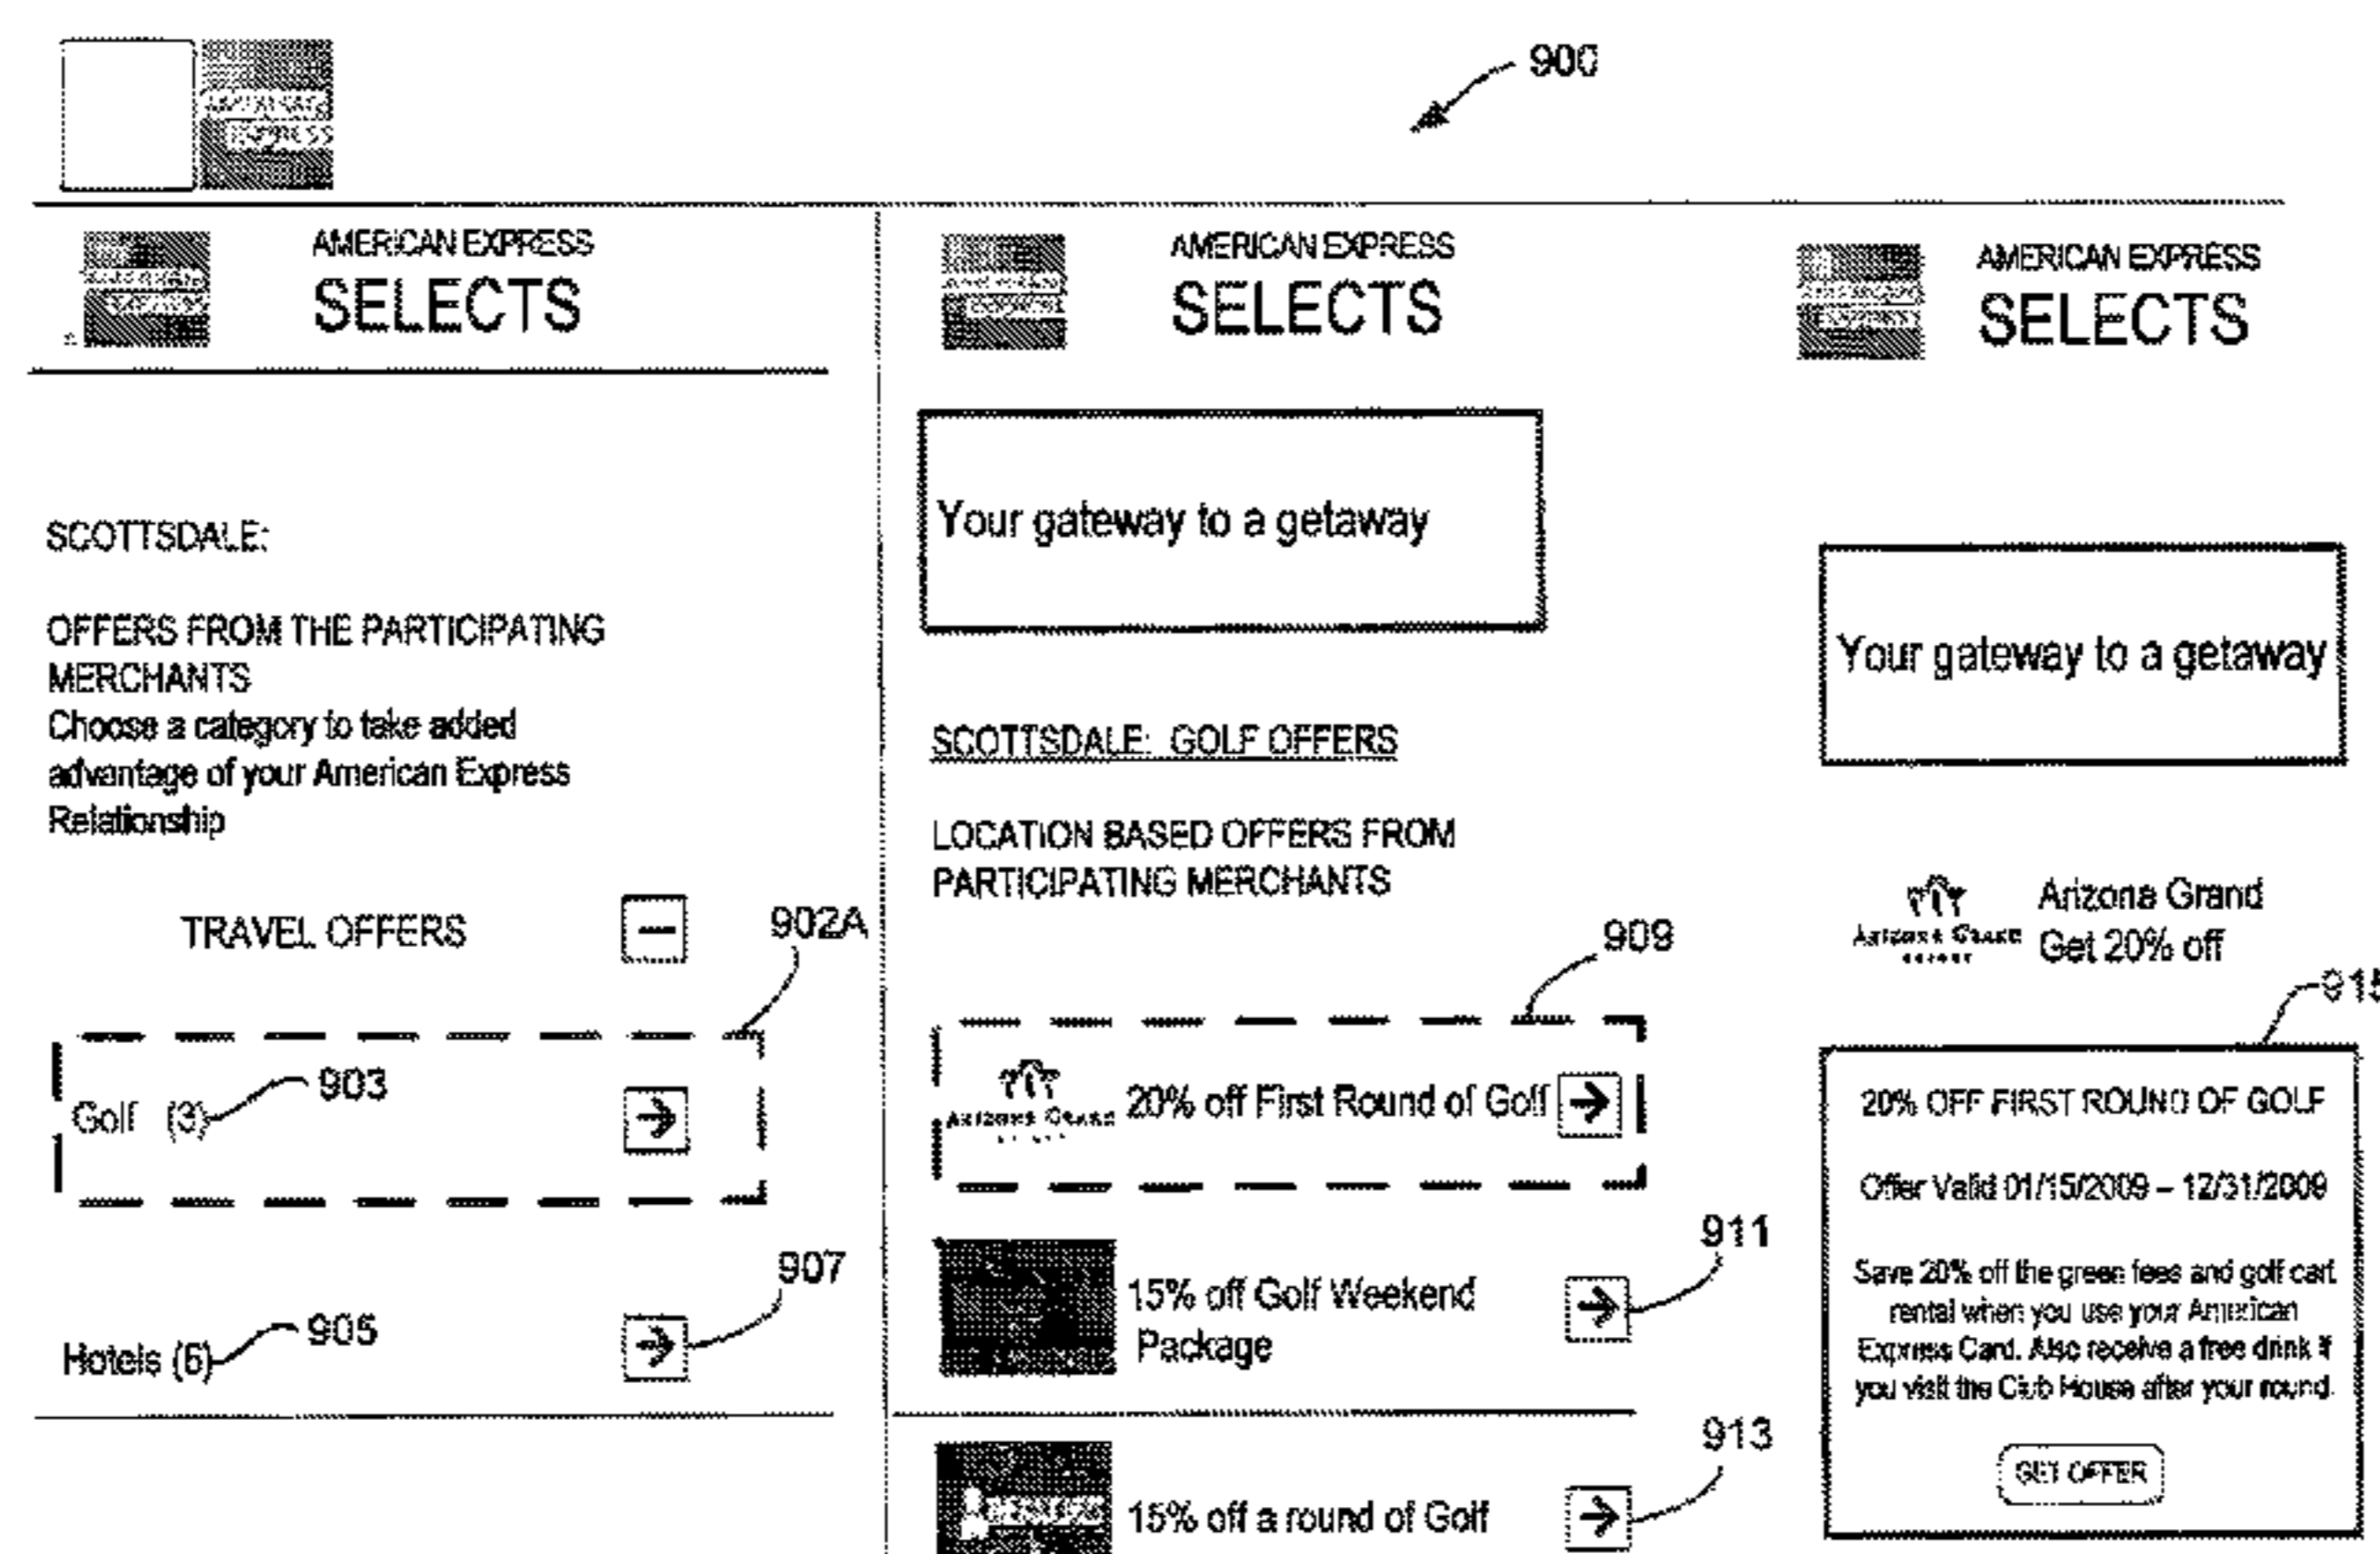 900
AMERICAN EXPRESS
SELECTS
SCOTTSDALE:
OFFERS FROM THE PARTICIPATING
MERCHANTS
Choose a category to take added
advantage of your American Express
Relationship
TRAVEL OFFERS
902A
Golf (3)
903
Hotels (6)
905
907
AMERICAN EXPRESS
SELECTS
Your gateway to a getaway
SCOTTSDALE: GOLF OFFERS
LOCATION BASED OFFERS FROM
PARTICIPATING MERCHANTS
909
ARIZONA GRAND
20% off First Round of Golf
911
15% off Golf Weekend
Package
913
15% off a round of Golf
AMERICAN EXPRESS
SELECTS
Your gateway to a getaway
ARIZONA GRAND
RESORT
Arizona Grand
Get 20% off
915
20% OFF FIRST ROUND OF GOLF
Offer Valid 01/15/2009 – 12/31/2009
Save 20% off the green fees and golf cart
rental when you use your American
Express Card. Also receive a free drink if
you visit the Club House after your round.
GET OFFER